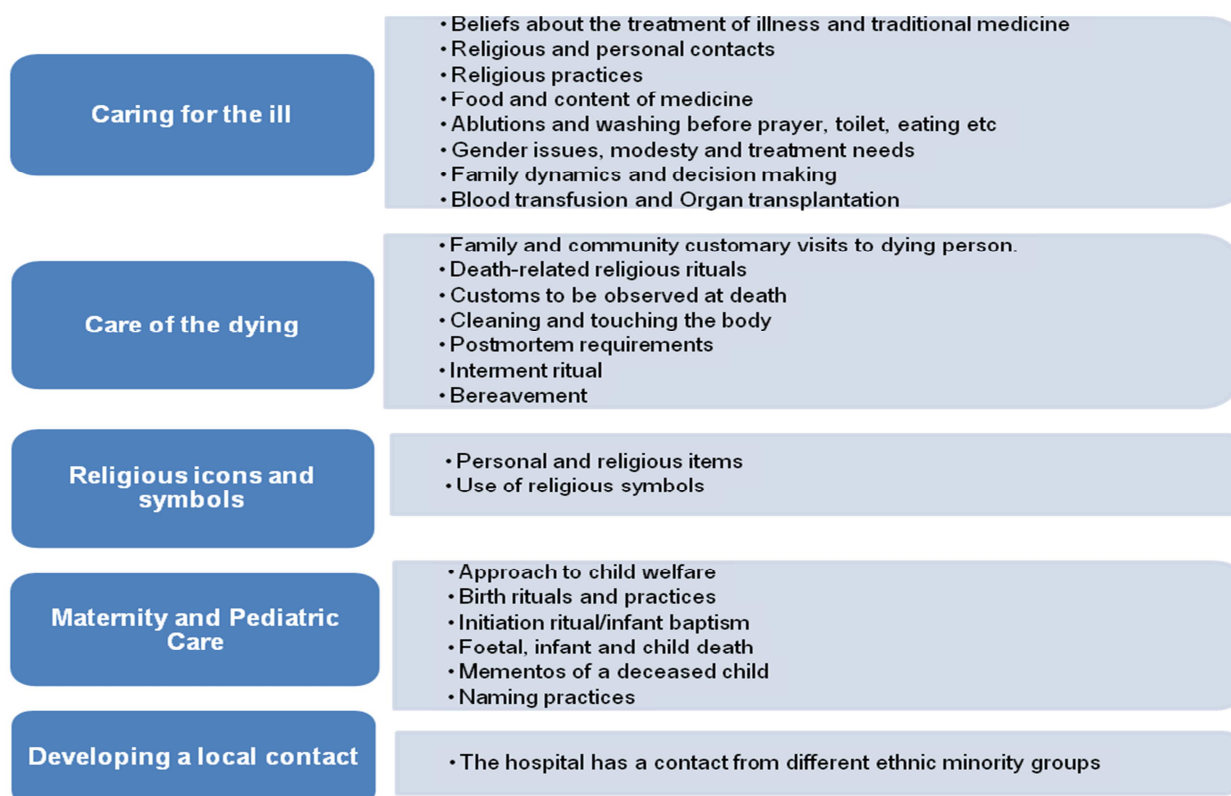 Caring for the ill
• Beliefs about the treatment of illness and traditional medicine
• Religious and personal contacts
• Religious practices
• Food and content of medicine
• Ablutions and washing before prayer, toilet, eating etc
• Gender issues, modesty and treatment needs
• Family dynamics and decision making
• Blood transfusion and Organ transplantation
Care of the dying
• Family and community customary visits to dying person.
• Death-related religious rituals
• Customs to be observed at death
• Cleaning and touching the body
• Postmortem requirements
• Interment ritual
• Bereavement
Religious icons and
symbols
• Personal and religious items
• Use of religious symbols
Maternity and Pediatric
Care
• Approach to child welfare
• Birth rituals and practices
• Initiation ritual/infant baptism
• Foetal, infant and child death
• Mementos of a deceased child
• Naming practices
Developing a local contact
• The hospital has a contact from different ethnic minority groups